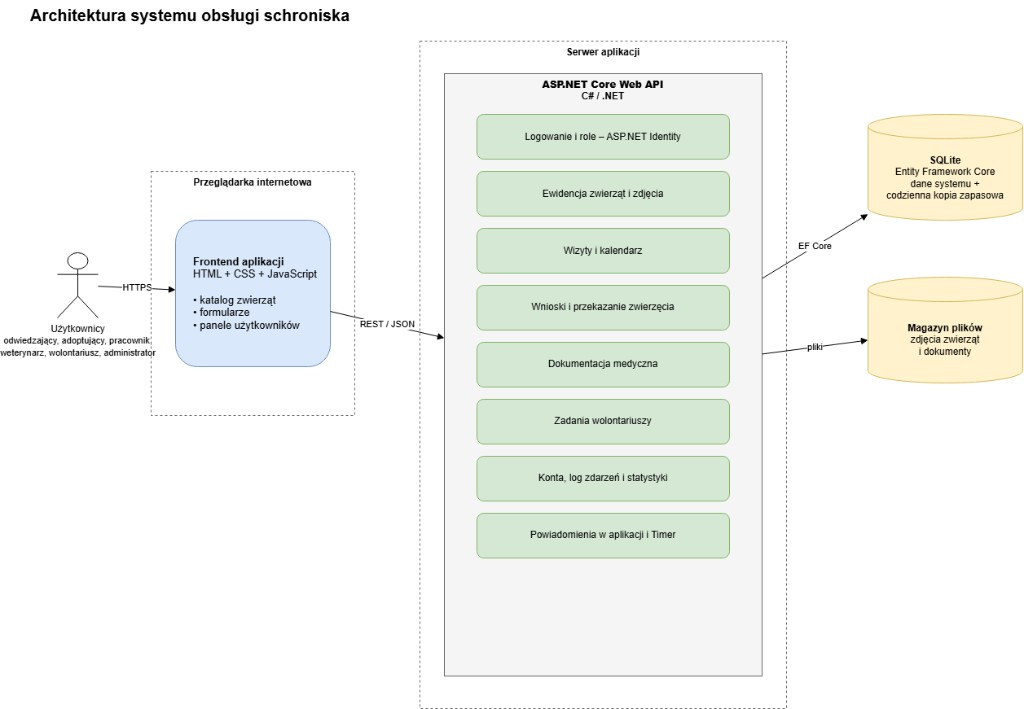 Architektura systemu obsługi schroniska
Użytkownicy
odwiedzający, adoptujący, pracownik,
weterynarz, wolontariusz, administrator
HTTPS
Przeglądarka internetowa
Frontend aplikacji
HTML + CSS + JavaScript
• katalog zwierząt
• formularze
• panele użytkowników
REST / JSON
Serwer aplikacji
ASP.NET Core Web API
C# / .NET
Logowanie i role – ASP.NET Identity
Ewidencja zwierząt i zdjęcia
Wizyty i kalendarz
Wnioski i przekazanie zwierzęcia
Dokumentacja medyczna
Zadania wolontariuszy
Konta, log zdarzeń i statystyki
Powiadomienia w aplikacji i Timer
EF Core
pliki
SQLite
Entity Framework Core
dane systemu +
codzienna kopia zapasowa
Magazyn plików
zdjęcia zwierząt
i dokumenty